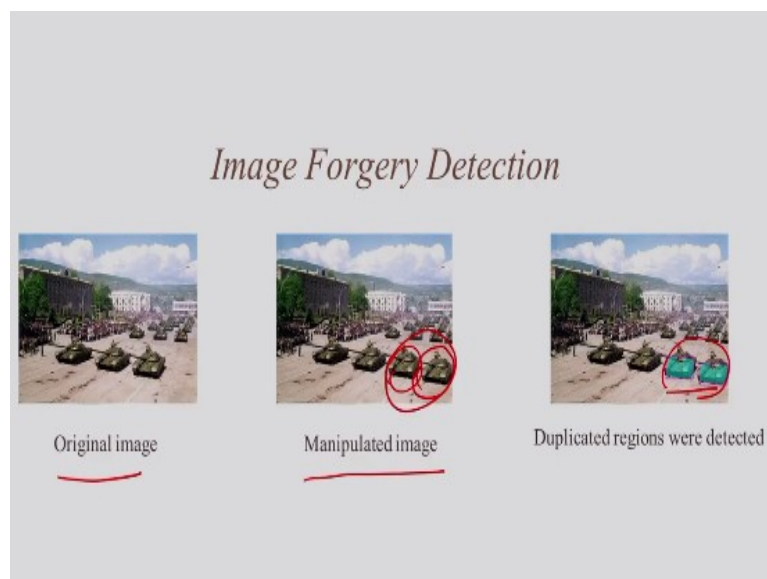 Image Forgery Detection
Original image
Manipulated image
Duplicated regions were detected